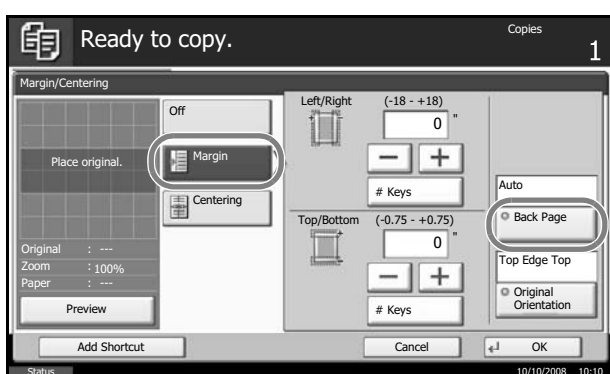 Ready to copy.
Copies
1
Margin/Centering
Place original.
Original : ---
Zoom : 100%
Paper : ---
Preview
Off
Margin
Centering
Left/Right (-18 - +18)
0 "
− +
# Keys
Top/Bottom (-0.75 - +0.75)
0 "
− +
# Keys
Auto
Back Page
Top Edge Top
Original
Orientation
Add Shortcut
Cancel
OK
Status
10/10/2008 10:10